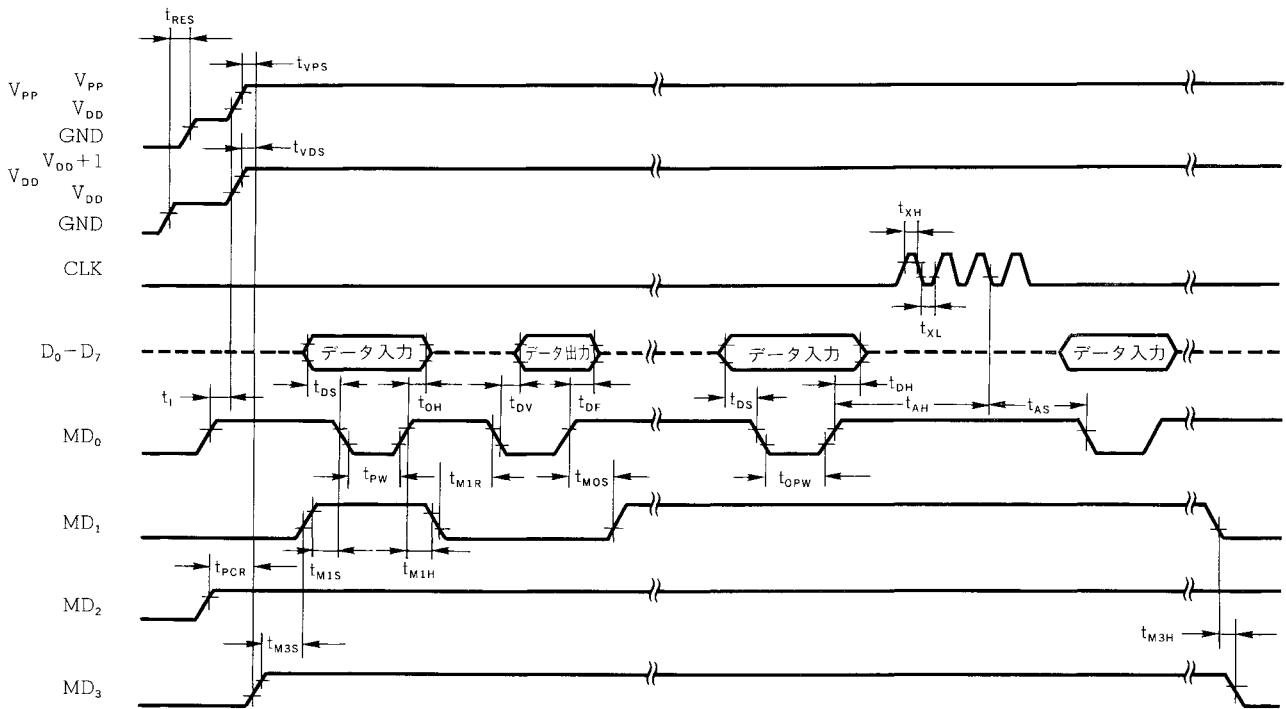 tRES
tVPS
VPP
VPP
VDD
GND
tVDS
VDD
VDD+1
VDD
GND
tXH
CLK
tXL
D0-D7
データ入力
データ出力
データ入力
データ入力
tI
tDS
tOH
tDV
tDF
tDS
tDH
tAH
tAS
MD0
tPW
tM1R
tMOS
tOPW
MD1
tPCR
tM1S
tM1H
MD2
tM3S
tM3H
MD3